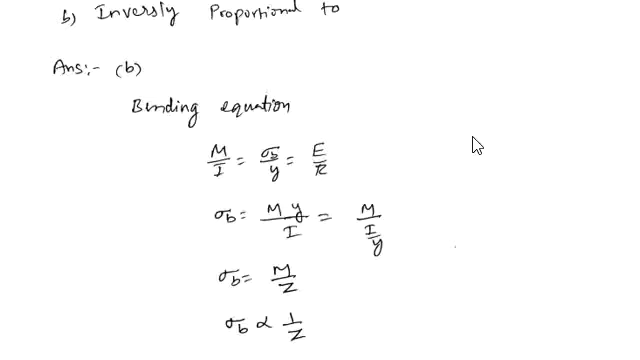 b) Inversly Proportional to
Ans:- (b)
Bending equation
M/I = σb/y = E/R
σb = My/I = M/(I/y)
σb = M/Z
σb ∝ 1/Z